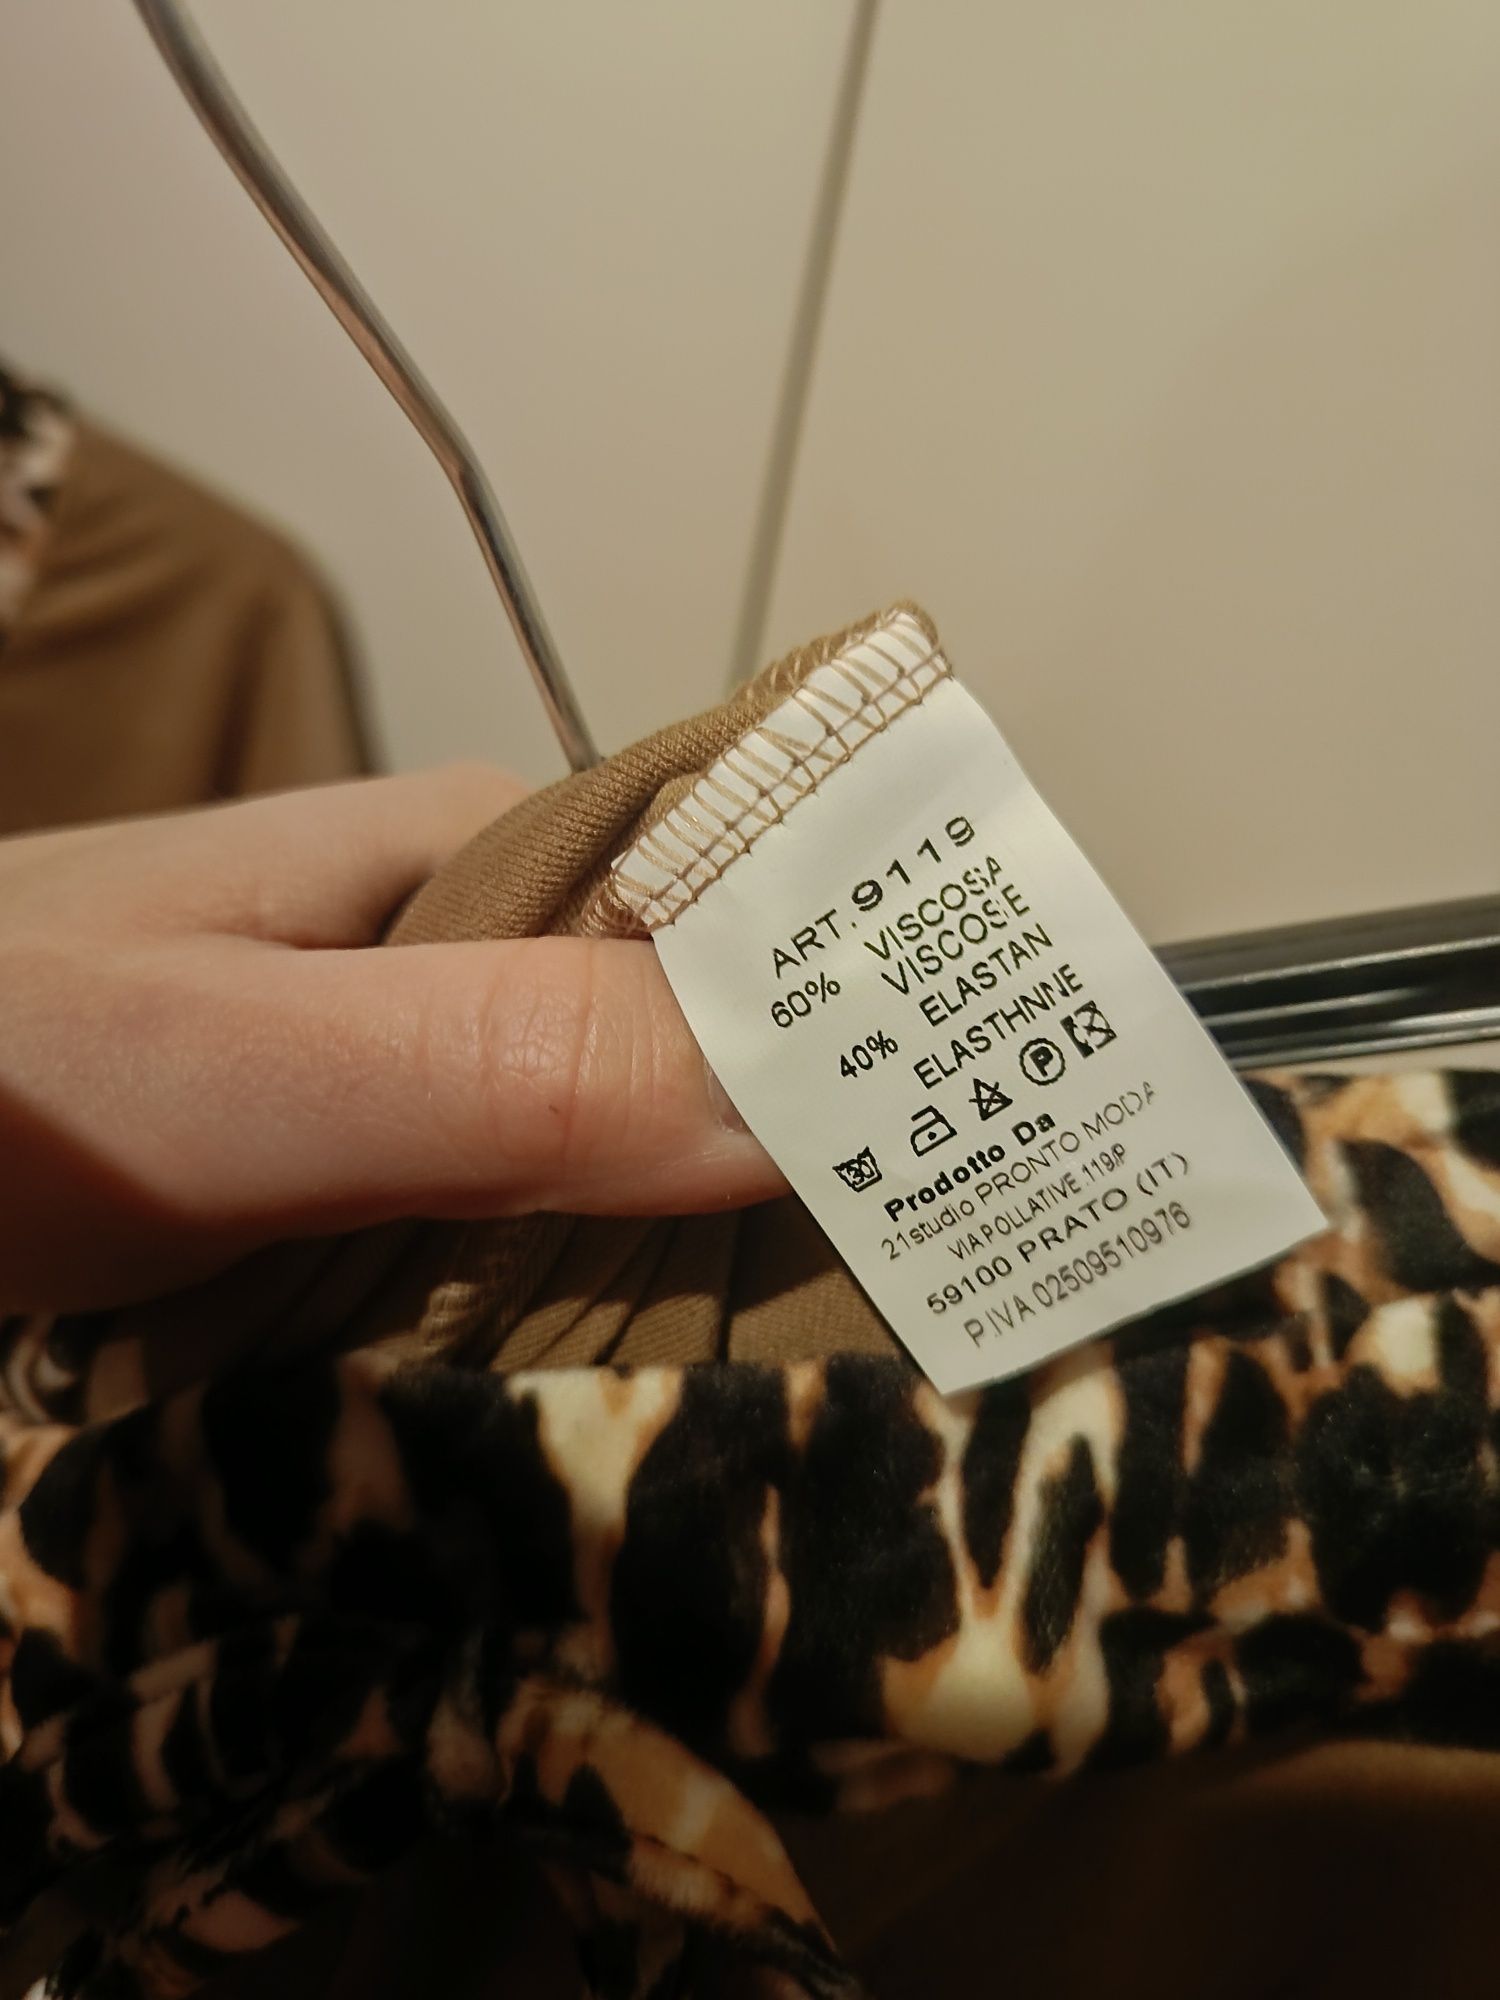 ART. 9119
60% VISCOSA
VISCOSE
40% ELASTAN
ELASTHNNE
30 P
Prodotto Da
21studio PRONTO MODA
VIA POLLATIVE.119/P
59100 PRATO (IT)
P.IVA 02509510976